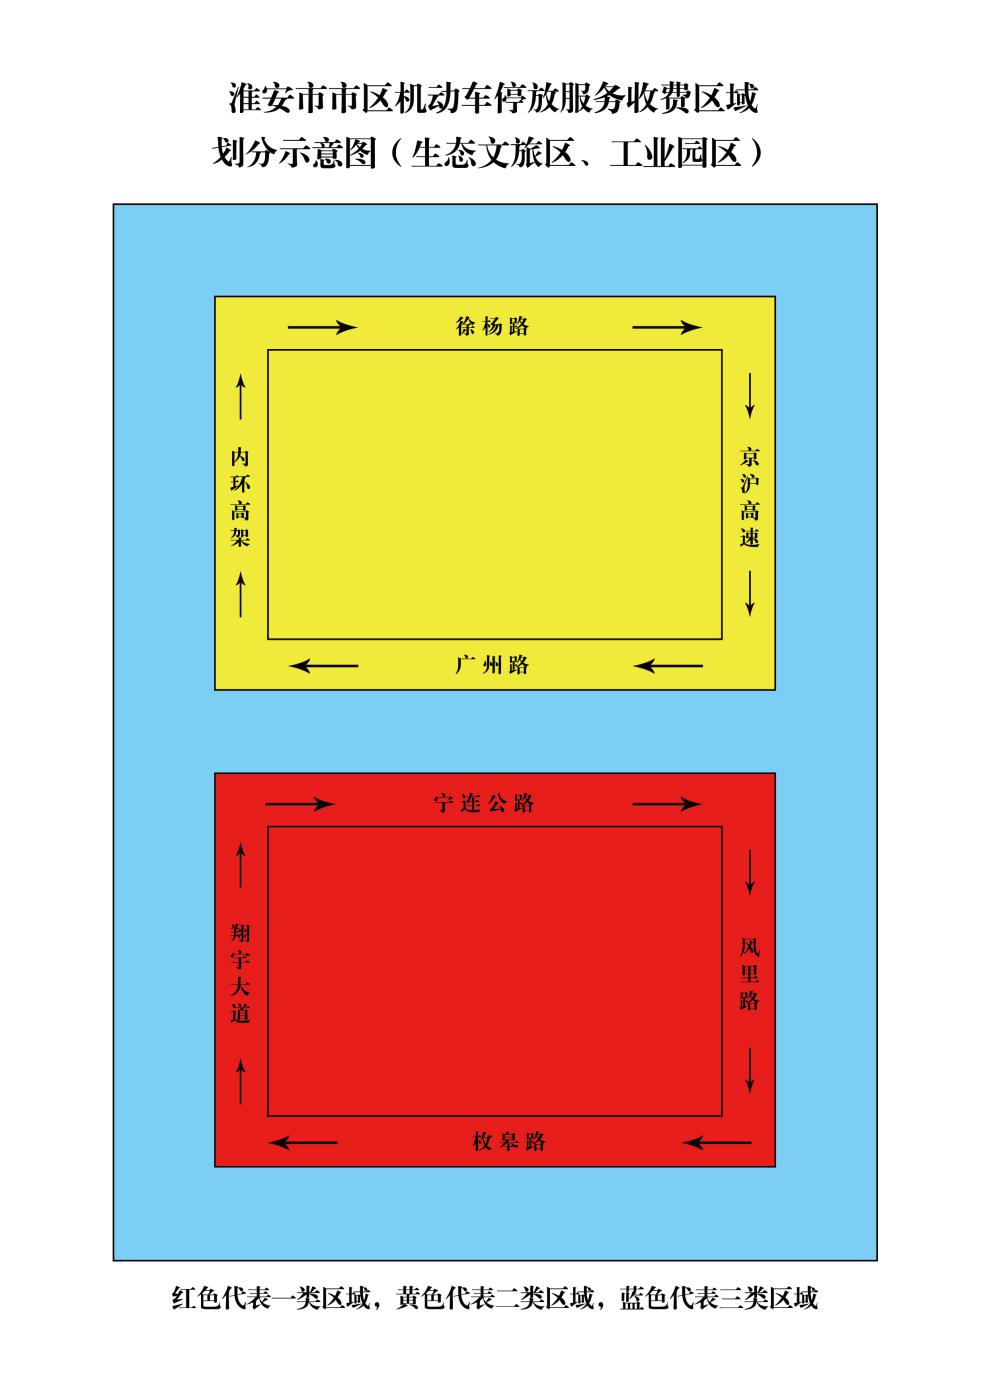 淮安市市区机动车停放服务收费区域
划分示意图（生态文旅区、工业园区）
徐杨路
内环高架
京沪高速
广州路
宁连公路
翔宇大道
风里路
枚皋路
红色代表一类区域，黄色代表二类区域，蓝色代表三类区域